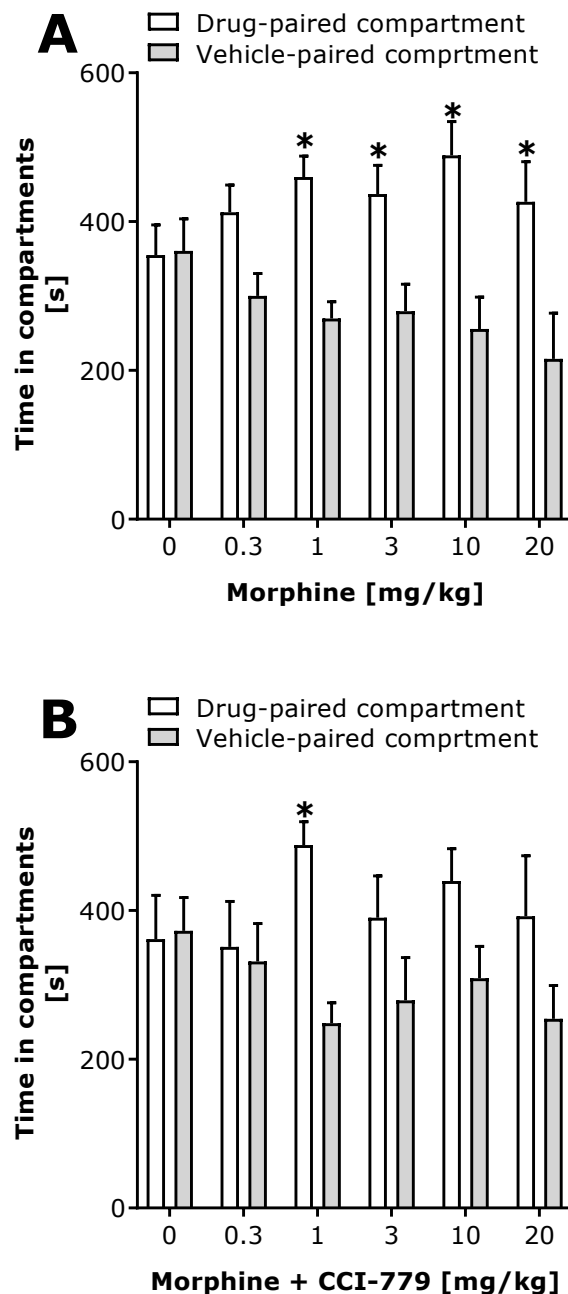 A
Drug-paired compartment
Vehicle-paired comprtment
600
400
200
0
Time in compartments
[s]
* * * *
0 0.3 1 3 10 20
Morphine [mg/kg]
B
Drug-paired compartment
Vehicle-paired comprtment
600
400
200
0
Time in compartments
[s]
*
0 0.3 1 3 10 20
Morphine + CCI-779 [mg/kg]